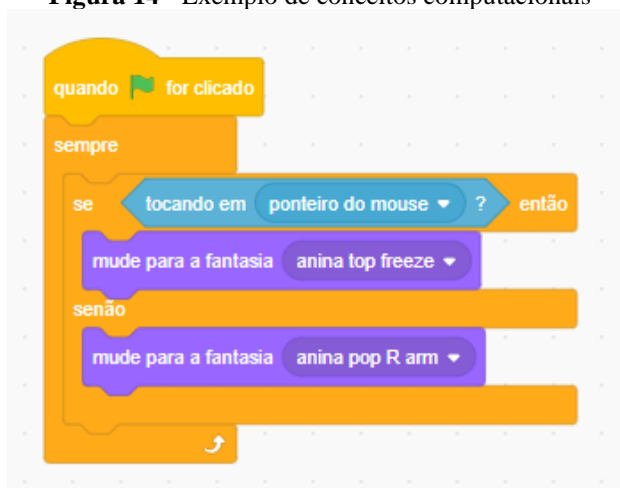 Figura 14 - Exemplo de conceitos computacionais
quando for clicado
sempre
se tocando em ponteiro do mouse ? então
mude para a fantasia anina top freeze
senão
mude para a fantasia anina pop R arm